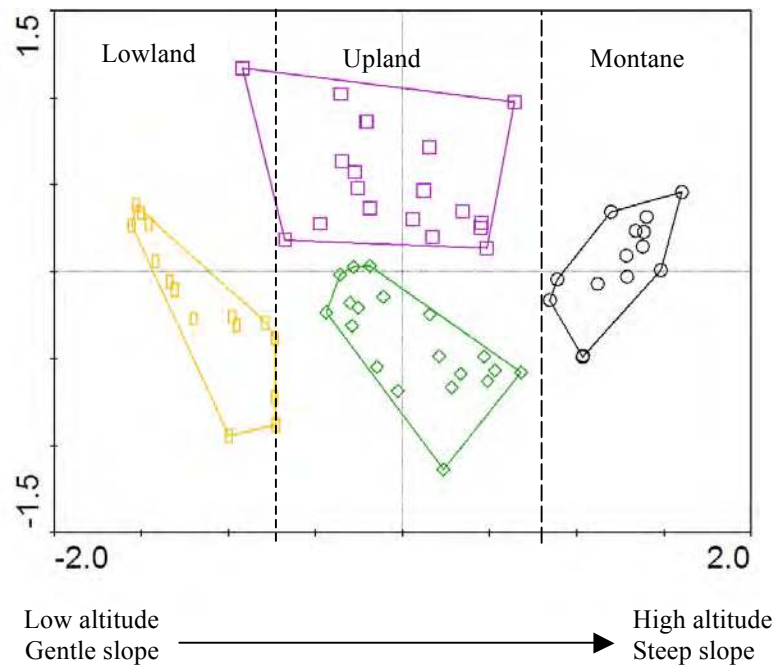 1.5
Lowland Upland Montane
-1.5
-2.0 2.0
Low altitude High altitude
Gentle slope Steep slope